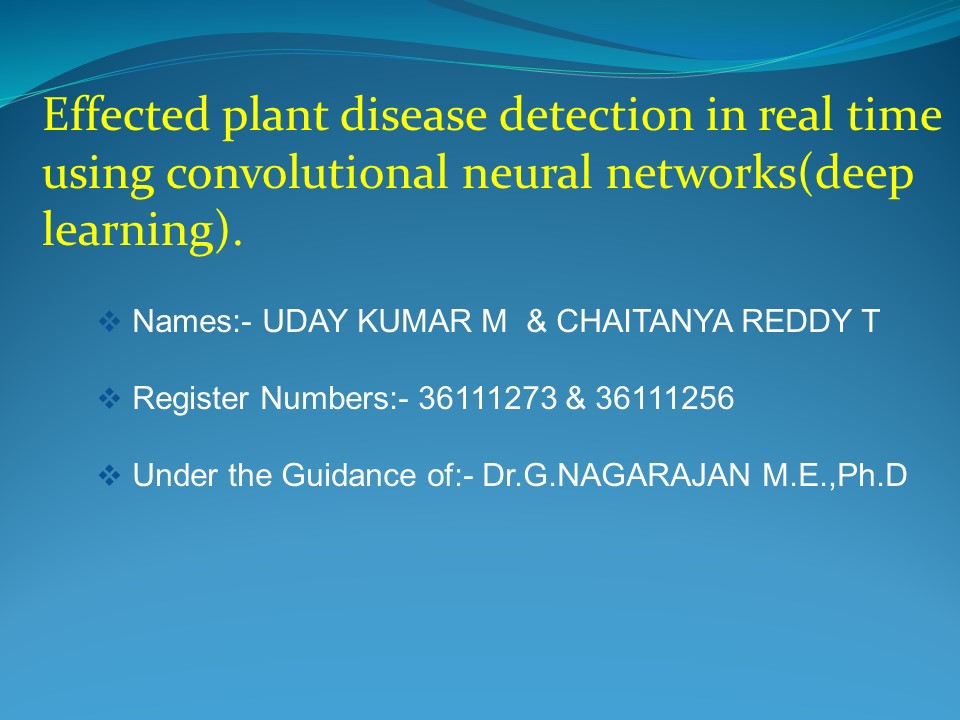 Effected plant disease detection in real time
using convolutional neural networks(deep
learning).
Names:- UDAY KUMAR M  & CHAITANYA REDDY T
Register Numbers:- 36111273 & 36111256
Under the Guidance of:- Dr.G.NAGARAJAN M.E.,Ph.D